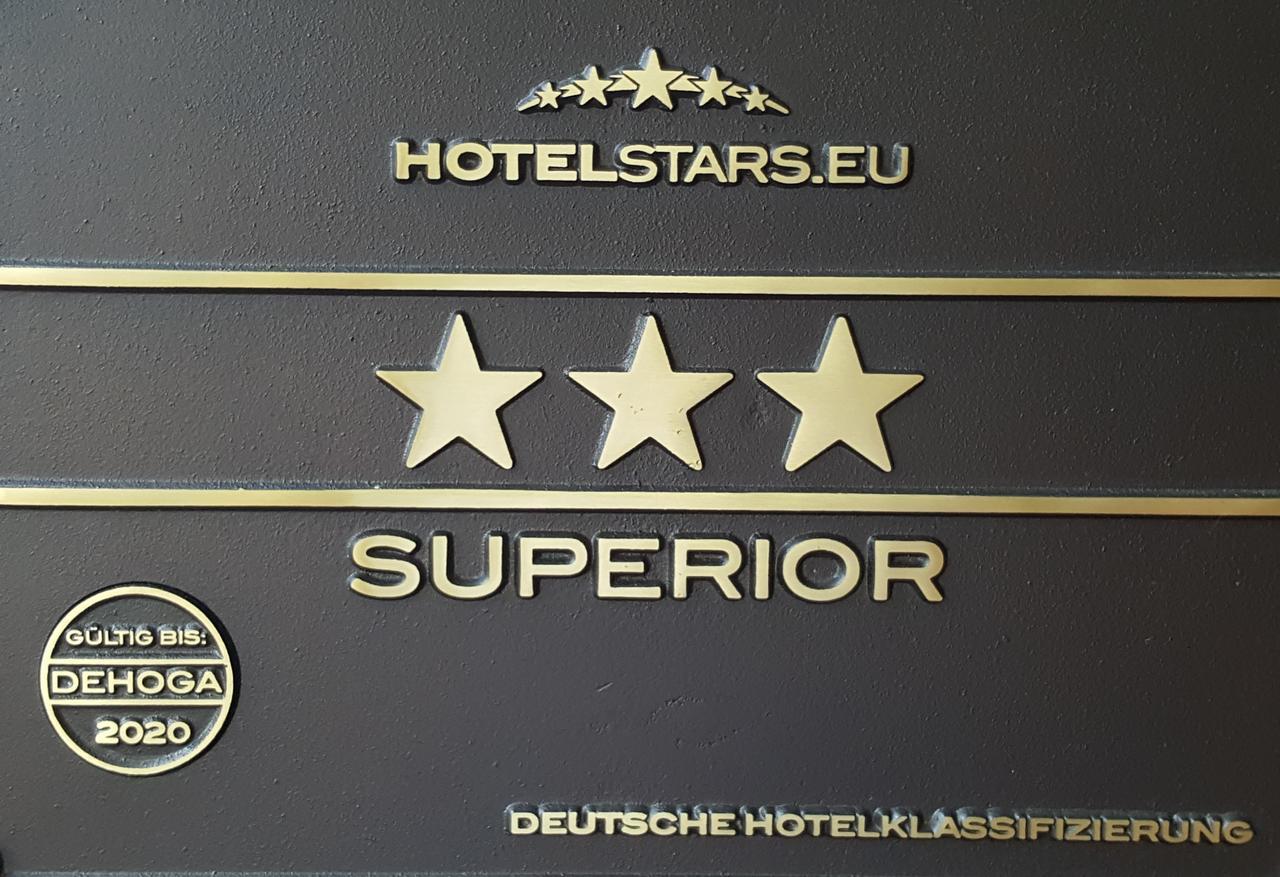 HOTELSTARS.EU
SUPERIOR
GÜLTIG BIS:
DEHOGA
2020
DEUTSCHE HOTELKLASSIFIZIERUNG